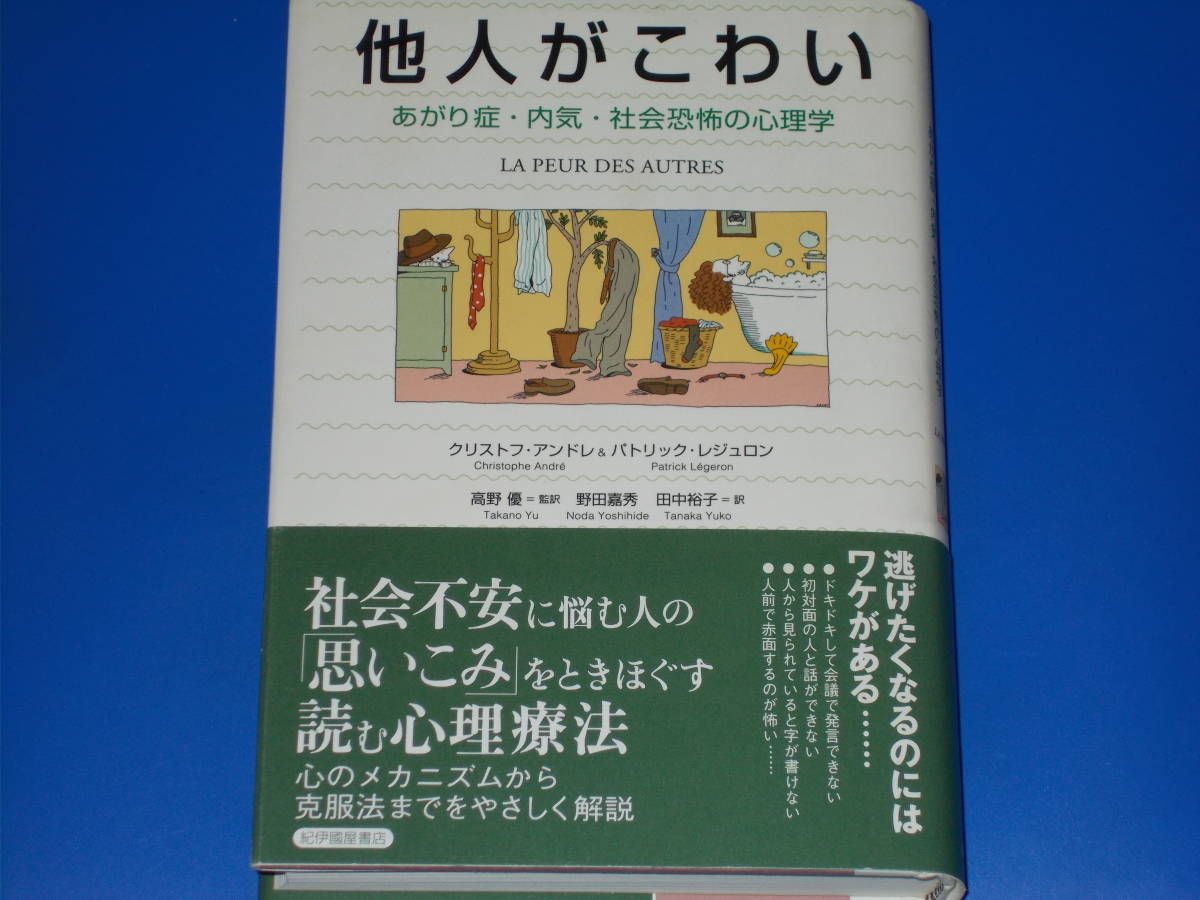 他人がこわい
あがり症・内気・社会恐怖の心理学
LA PEUR DES AUTRES
クリストフ・アンドレ & パトリック・レジュロン
Christophe André Patrick Légeron
高野 優=監訳 野田嘉秀 田中裕子=訳
Takano Yu Noda Yoshihide Tanaka Yuko
逃げたくなるのには
ワケがある……
●ドキドキして会議で発言できない
●初対面の人と話ができない
●人から見られていると字が書けない
●人前で赤面するのが怖い……
社会不安に悩む人の
「思いこみ」をときほぐす
読む心理療法
心のメカニズムから
克服法までをやさしく解説
紀伊國屋書店